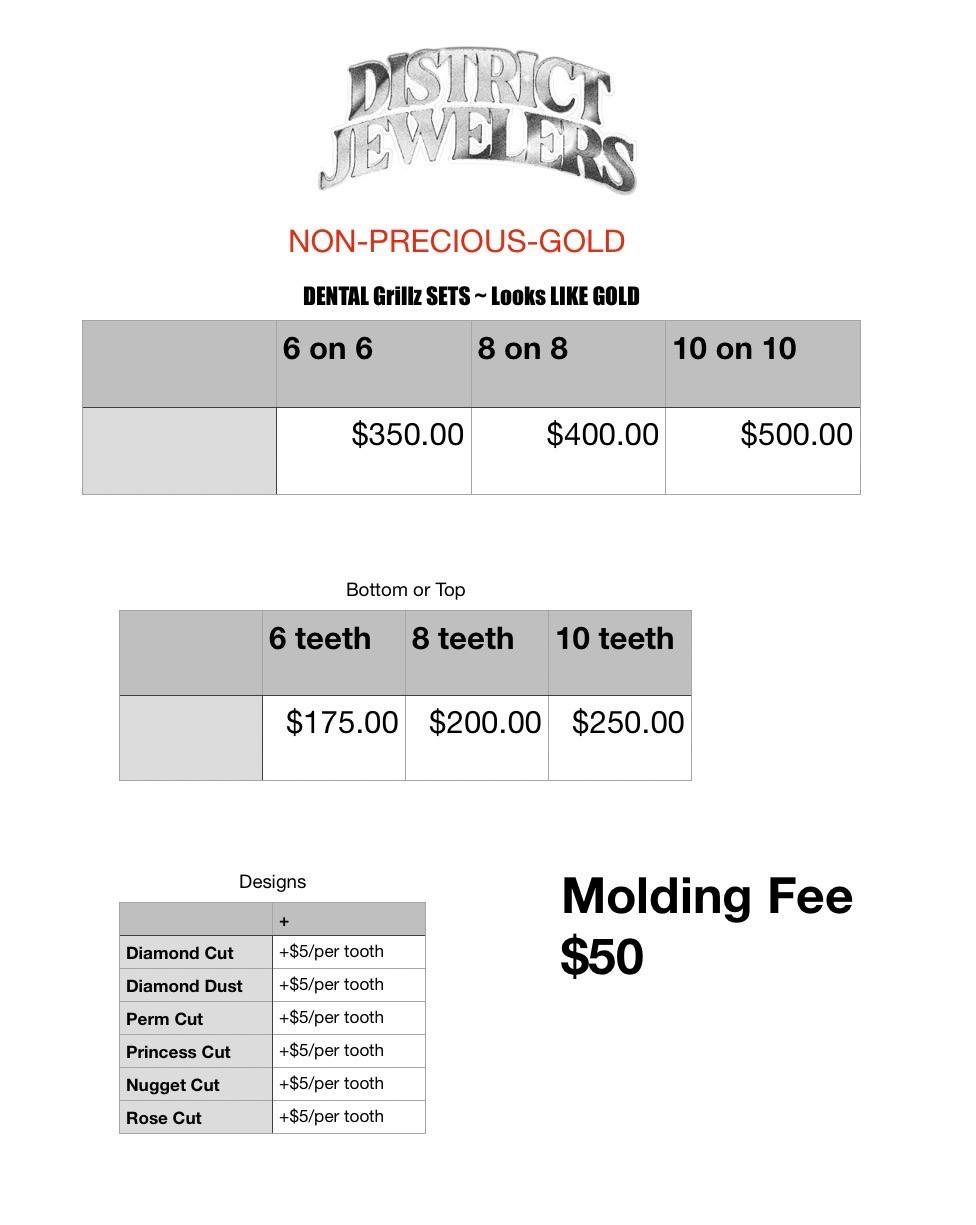 DISTRICT
JEWELERS
NON-PRECIOUS-GOLD
DENTAL Grillz SETS ~ Looks LIKE GOLD
6 on 6 8 on 8 10 on 10
$350.00 $400.00 $500.00
Bottom or Top
6 teeth 8 teeth 10 teeth
$175.00 $200.00 $250.00
Designs
+
Diamond Cut +$5/per tooth
Diamond Dust +$5/per tooth
Perm Cut +$5/per tooth
Princess Cut +$5/per tooth
Nugget Cut +$5/per tooth
Rose Cut +$5/per tooth
Molding Fee
$50